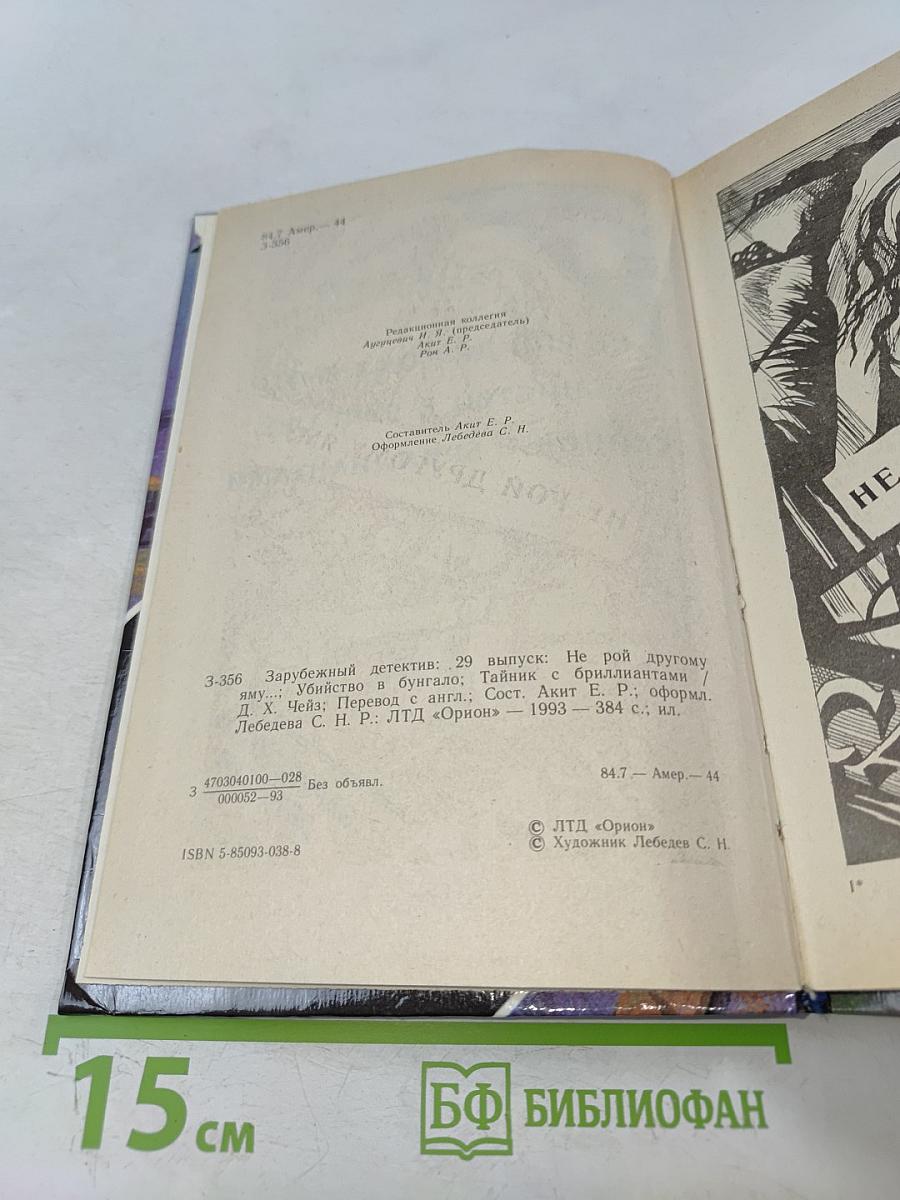 84.7 Амер.— 44
З-356
Редакционная коллегия
Аугуцевич И. Я. (председатель)
Акит Е. Р.
Рон А. Р.
Составитель Акит Е. Р.
Оформление Лебедева С. Н.
З-356 Зарубежный детектив: 29 выпуск: Не рой другому
яму...; Убийство в бунгало; Тайник с бриллиантами /
Д. Х. Чейз; Перевод с англ.; Сост. Акит Е. Р.; оформл.
Лебедева С. Н. Р.: ЛТД «Орион» — 1993 — 384 с.; ил.
З 4703040100—028
000052—93 Без объявл.
84.7 — Амер.— 44
ISBN 5-85093-038-8
© ЛТД «Орион»
© Художник Лебедев С. Н.
НЕ
1*
15 см
БФ БИБЛИОФАН